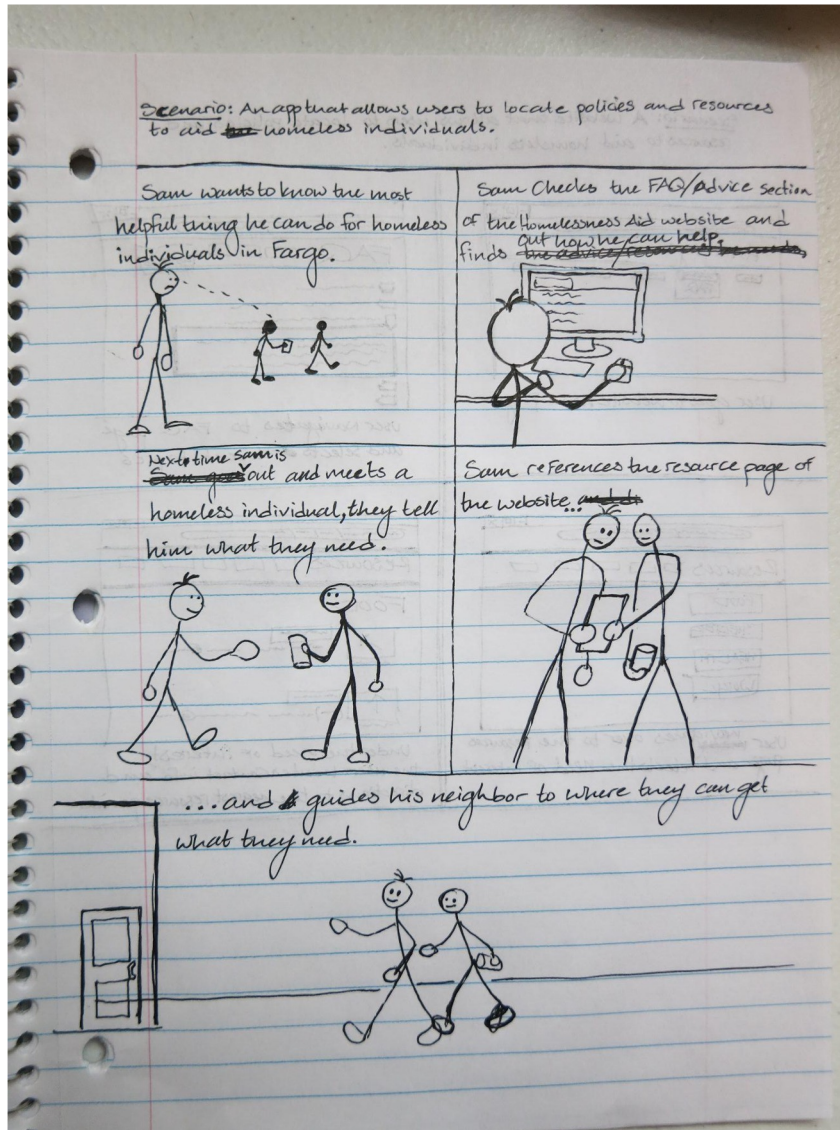 Scenario: An app that allows users to locate policies and resources
to aid homeless individuals.
Sam wants to know the most
helpful thing he can do for homeless
individuals in Fargo.
Sam Checks the FAQ/Advice section
of the Homelessness Aid website and
finds out how he can help.
Next time Sam is
out and meets a
homeless individual, they tell
him what they need.
Sam references the resource page of
the website...
...and guides his neighbor to where they can get
what they need.